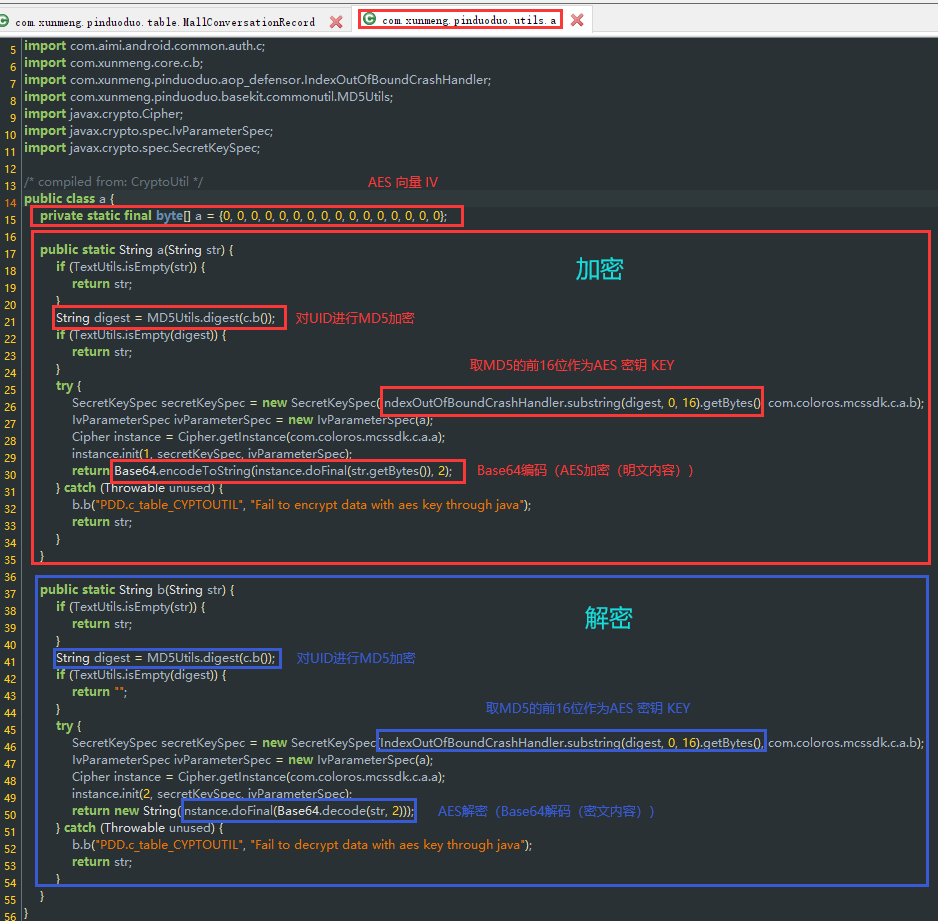 com.xunmeng.pinduoduo.table.MallConversationRecord
com.xunmeng.pinduoduo.utils.a
5 import com.aimi.android.common.auth.c;
6 import com.xunmeng.core.c.b;
7 import com.xunmeng.pinduoduo.aop_defensor.IndexOutOfBoundCrashHandler;
8 import com.xunmeng.pinduoduo.basekit.commonutil.MD5Utils;
9 import javax.crypto.Cipher;
10 import javax.crypto.spec.IvParameterSpec;
11 import javax.crypto.spec.SecretKeySpec;
12
13 /* compiled from: CryptoUtil */ AES 向量 IV
14 public class a {
15 private static final byte[] a = {0, 0, 0, 0, 0, 0, 0, 0, 0, 0, 0, 0, 0, 0, 0, 0};
16
17 public static String a(String str) {
18 if (TextUtils.isEmpty(str)) { 加密
19 return str;
20 }
21 String digest = MD5Utils.digest(c.b()); 对UID进行MD5加密
22 if (TextUtils.isEmpty(digest)) {
23 return str;
24 } 取MD5的前16位作为AES 密钥 KEY
25 try {
26 SecretKeySpec secretKeySpec = new SecretKeySpec(IndexOutOfBoundCrashHandler.substring(digest, 0, 16).getBytes(), com.coloros.mcssdk.c.a.b);
27 IvParameterSpec ivParameterSpec = new IvParameterSpec(a);
28 Cipher instance = Cipher.getInstance(com.coloros.mcssdk.c.a.a);
29 instance.init(1, secretKeySpec, ivParameterSpec);
30 return Base64.encodeToString(instance.doFinal(str.getBytes()), 2); Base64编码（AES加密（明文内容））
31 } catch (Throwable unused) {
32 b.b("PDD.c_table_CYPTOUTIL", "Fail to encrypt data with aes key through java");
33 return str;
34 }
35 }
36
37 public static String b(String str) {
38 if (TextUtils.isEmpty(str)) { 解密
39 return str;
40 }
41 String digest = MD5Utils.digest(c.b()); 对UID进行MD5加密
42 if (TextUtils.isEmpty(digest)) {
43 return "";
44 } 取MD5的前16位作为AES 密钥 KEY
45 try {
46 SecretKeySpec secretKeySpec = new SecretKeySpec(IndexOutOfBoundCrashHandler.substring(digest, 0, 16).getBytes(), com.coloros.mcssdk.c.a.b);
47 IvParameterSpec ivParameterSpec = new IvParameterSpec(a);
48 Cipher instance = Cipher.getInstance(com.coloros.mcssdk.c.a.a);
49 instance.init(2, secretKeySpec, ivParameterSpec);
50 return new String(instance.doFinal(Base64.decode(str, 2))); AES解密（Base64解码（密文内容））
51 } catch (Throwable unused) {
52 b.b("PDD.c_table_CYPTOUTIL", "Fail to decrypt data with aes key through java");
53 return str;
54 }
55 }
56 }